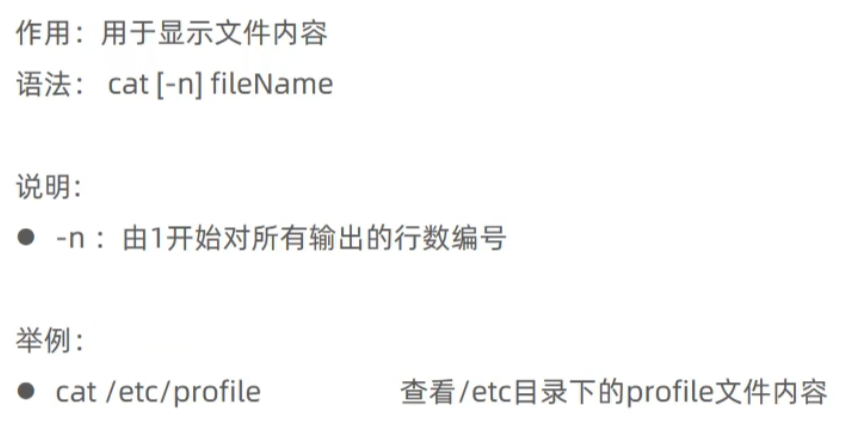 作用：用于显示文件内容
语法： cat [-n] fileName
说明:
● -n ：由1开始对所有输出的行数编号
举例：
● cat /etc/profile 查看/etc目录下的profile文件内容